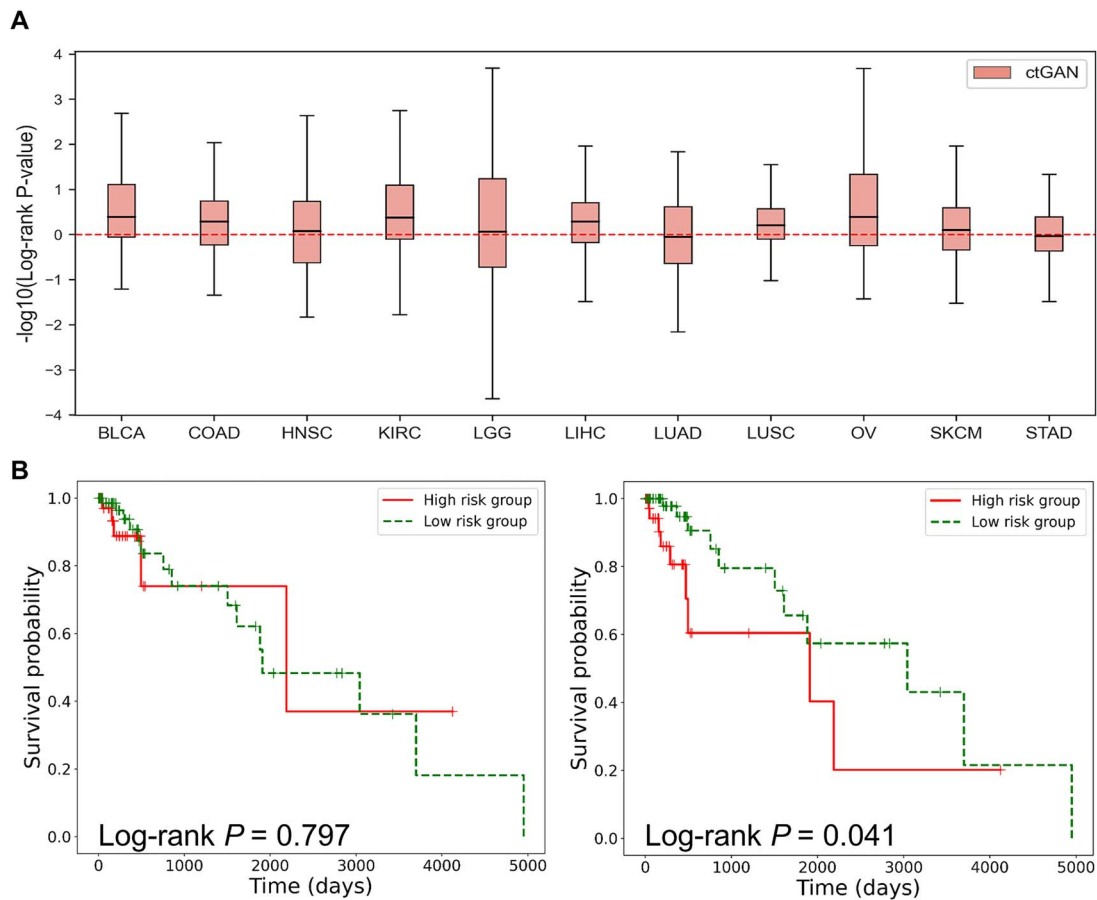 A
-log10(Log-rank P-value)
4
3
2
1
0
−1
−2
−3
−4
ctGAN
BLCA COAD HNSC KIRC LGG LIHC LUAD LUSC OV SKCM STAD
B
Survival probability
1.0
0.8
0.6
0.4
0.2
0.0
High risk group
Low risk group
Log-rank P = 0.797
0 1000 2000 3000 4000 5000
Time (days)
Survival probability
1.0
0.8
0.6
0.4
0.2
0.0
High risk group
Low risk group
Log-rank P = 0.041
0 1000 2000 3000 4000 5000
Time (days)